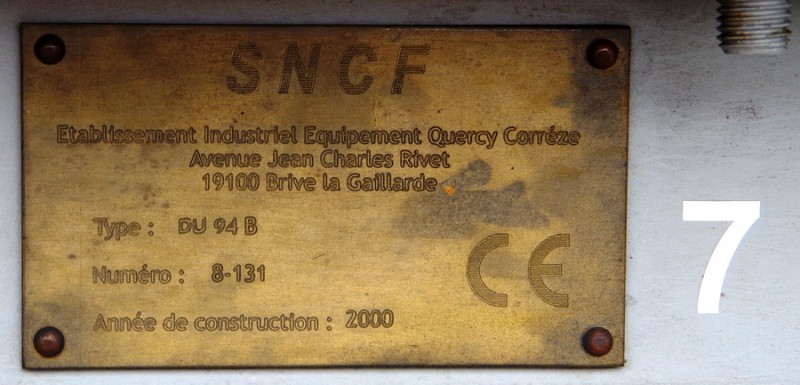 SNCF
Etablissement Industriel Equipement Quercy Corréze
Avenue Jean Charles Rivet
19100 Brive la Gaillarde
Type : DU 94 B
Numéro : 8-131
Année de construction : 2000
CE
7